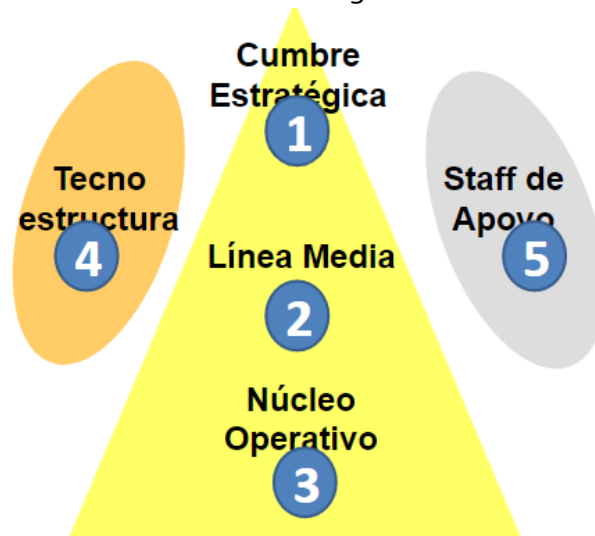 Cumbre
Estratégica
1
Tecno
estructura
4
Staff de
Apoyo
5
Línea Media
2
Núcleo
Operativo
3